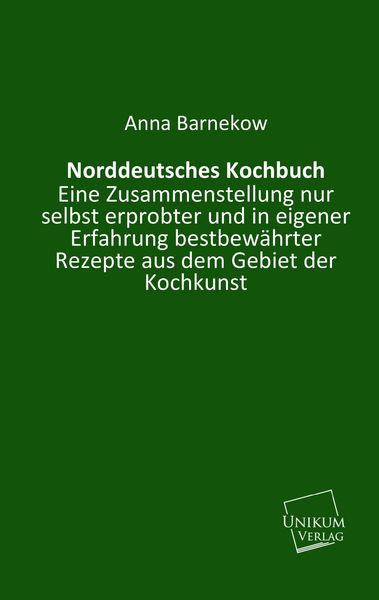 Anna Barnekow
Norddeutsches Kochbuch
Eine Zusammenstellung nur
selbst erprobter und in eigener
Erfahrung bestbewährter
Rezepte aus dem Gebiet der
Kochkunst
UNIKUM
VERLAG